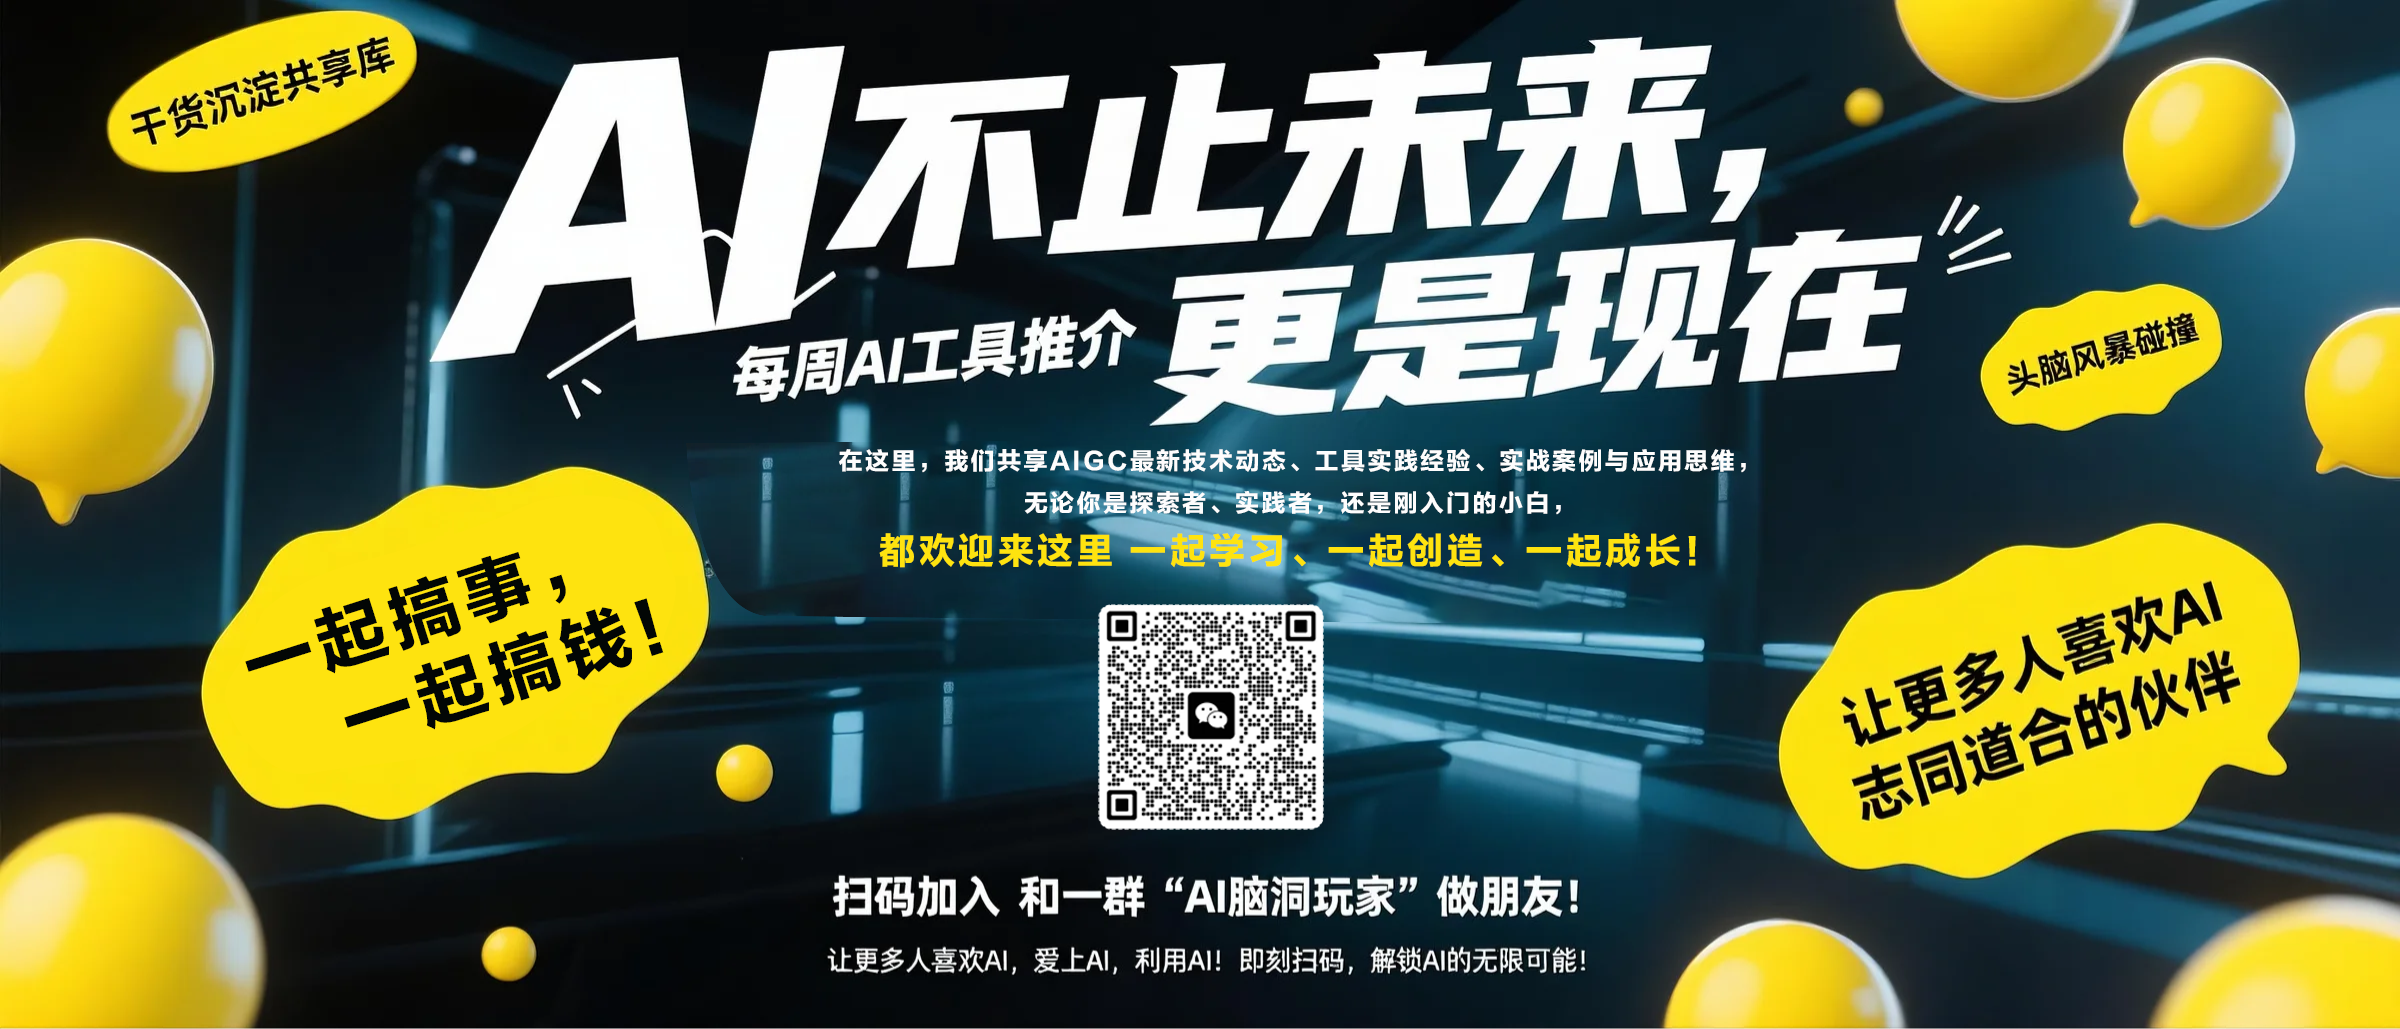 干货沉淀共享库
AI不止未来，
更是现在
每周AI工具推介
头脑风暴碰撞
在这里，我们共享AIGC最新技术动态、工具实践经验、实战案例与应用思维，
无论你是探索者、实践者，还是刚入门的小白，
都欢迎来这里 一起学习、一起创造、一起成长！
一起搞事，
一起搞钱！
让更多人喜欢AI
志同道合的伙伴
扫码加入 和一群“AI脑洞玩家”做朋友！
让更多人喜欢AI，爱上AI，利用AI！即刻扫码，解锁AI的无限可能！